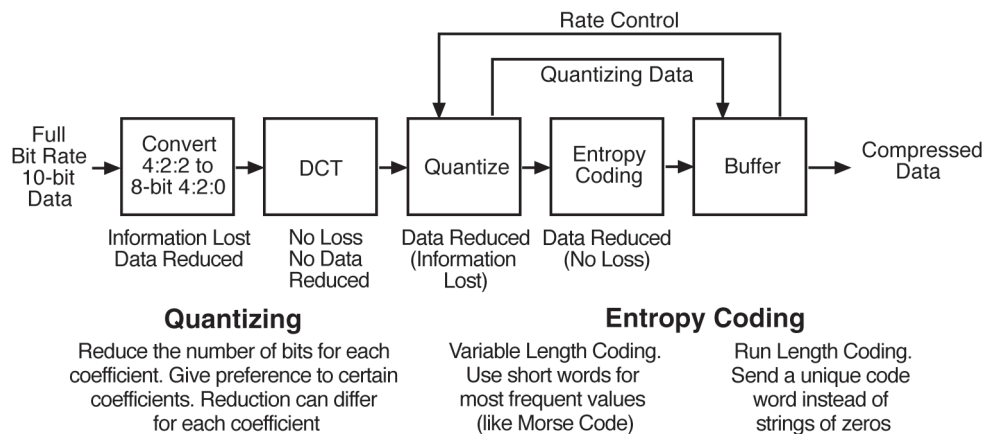 Rate Control
Quantizing Data
Full
Bit Rate
10-bit
Data
Convert
4:2:2 to
8-bit 4:2:0
DCT
Quantize
Entropy
Coding
Buffer
Compressed
Data
Information Lost
Data Reduced
No Loss
No Data
Reduced
Data Reduced
(Information
Lost)
Data Reduced
(No Loss)
Quantizing
Reduce the number of bits for each
coefficient. Give preference to certain
coefficients. Reduction can differ
for each coefficient
Entropy Coding
Variable Length Coding.
Use short words for
most frequent values
(like Morse Code)
Run Length Coding.
Send a unique code
word instead of
strings of zeros